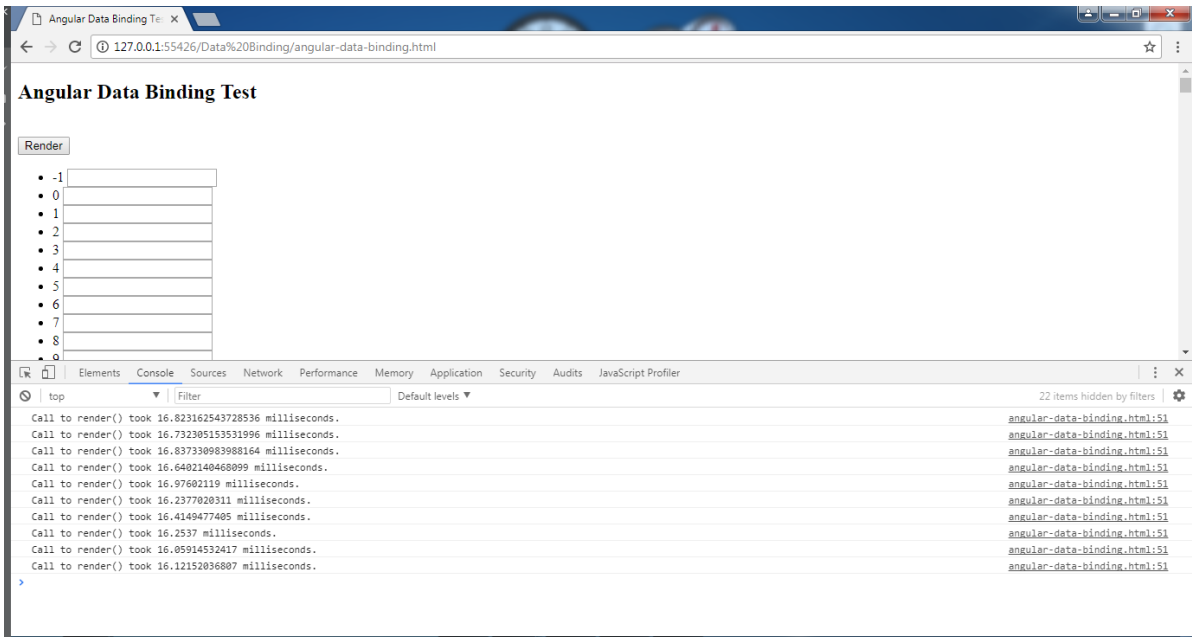 Angular Data Binding Te
127.0.0.1:55426/Data%20Binding/angular-data-binding.html
Angular Data Binding Test
Render
-1
0
1
2
3
4
5
6
7
8
9
Elements Console Sources Network Performance Memory Application Security Audits JavaScript Profiler
top Filter Default levels 22 items hidden by filters
Call to render() took 16.823162543728536 milliseconds. angular-data-binding.html:51
Call to render() took 16.732305153531996 milliseconds. angular-data-binding.html:51
Call to render() took 16.837330983988164 milliseconds. angular-data-binding.html:51
Call to render() took 16.6402140468099 milliseconds. angular-data-binding.html:51
Call to render() took 16.97602119 milliseconds. angular-data-binding.html:51
Call to render() took 16.2377020311 milliseconds. angular-data-binding.html:51
Call to render() took 16.4149477405 milliseconds. angular-data-binding.html:51
Call to render() took 16.2537 milliseconds. angular-data-binding.html:51
Call to render() took 16.05914532417 milliseconds. angular-data-binding.html:51
Call to render() took 16.12152036807 milliseconds. angular-data-binding.html:51